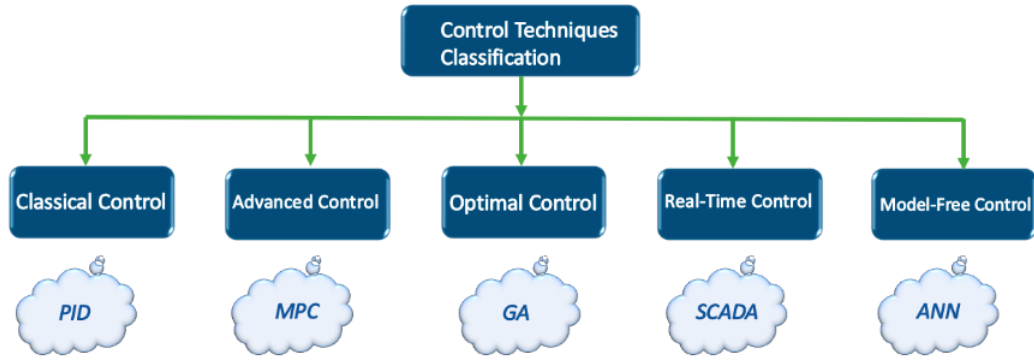 Control Techniques
Classification
Classical Control
Advanced Control
Optimal Control
Real-Time Control
Model-Free Control
PID
MPC
GA
SCADA
ANN